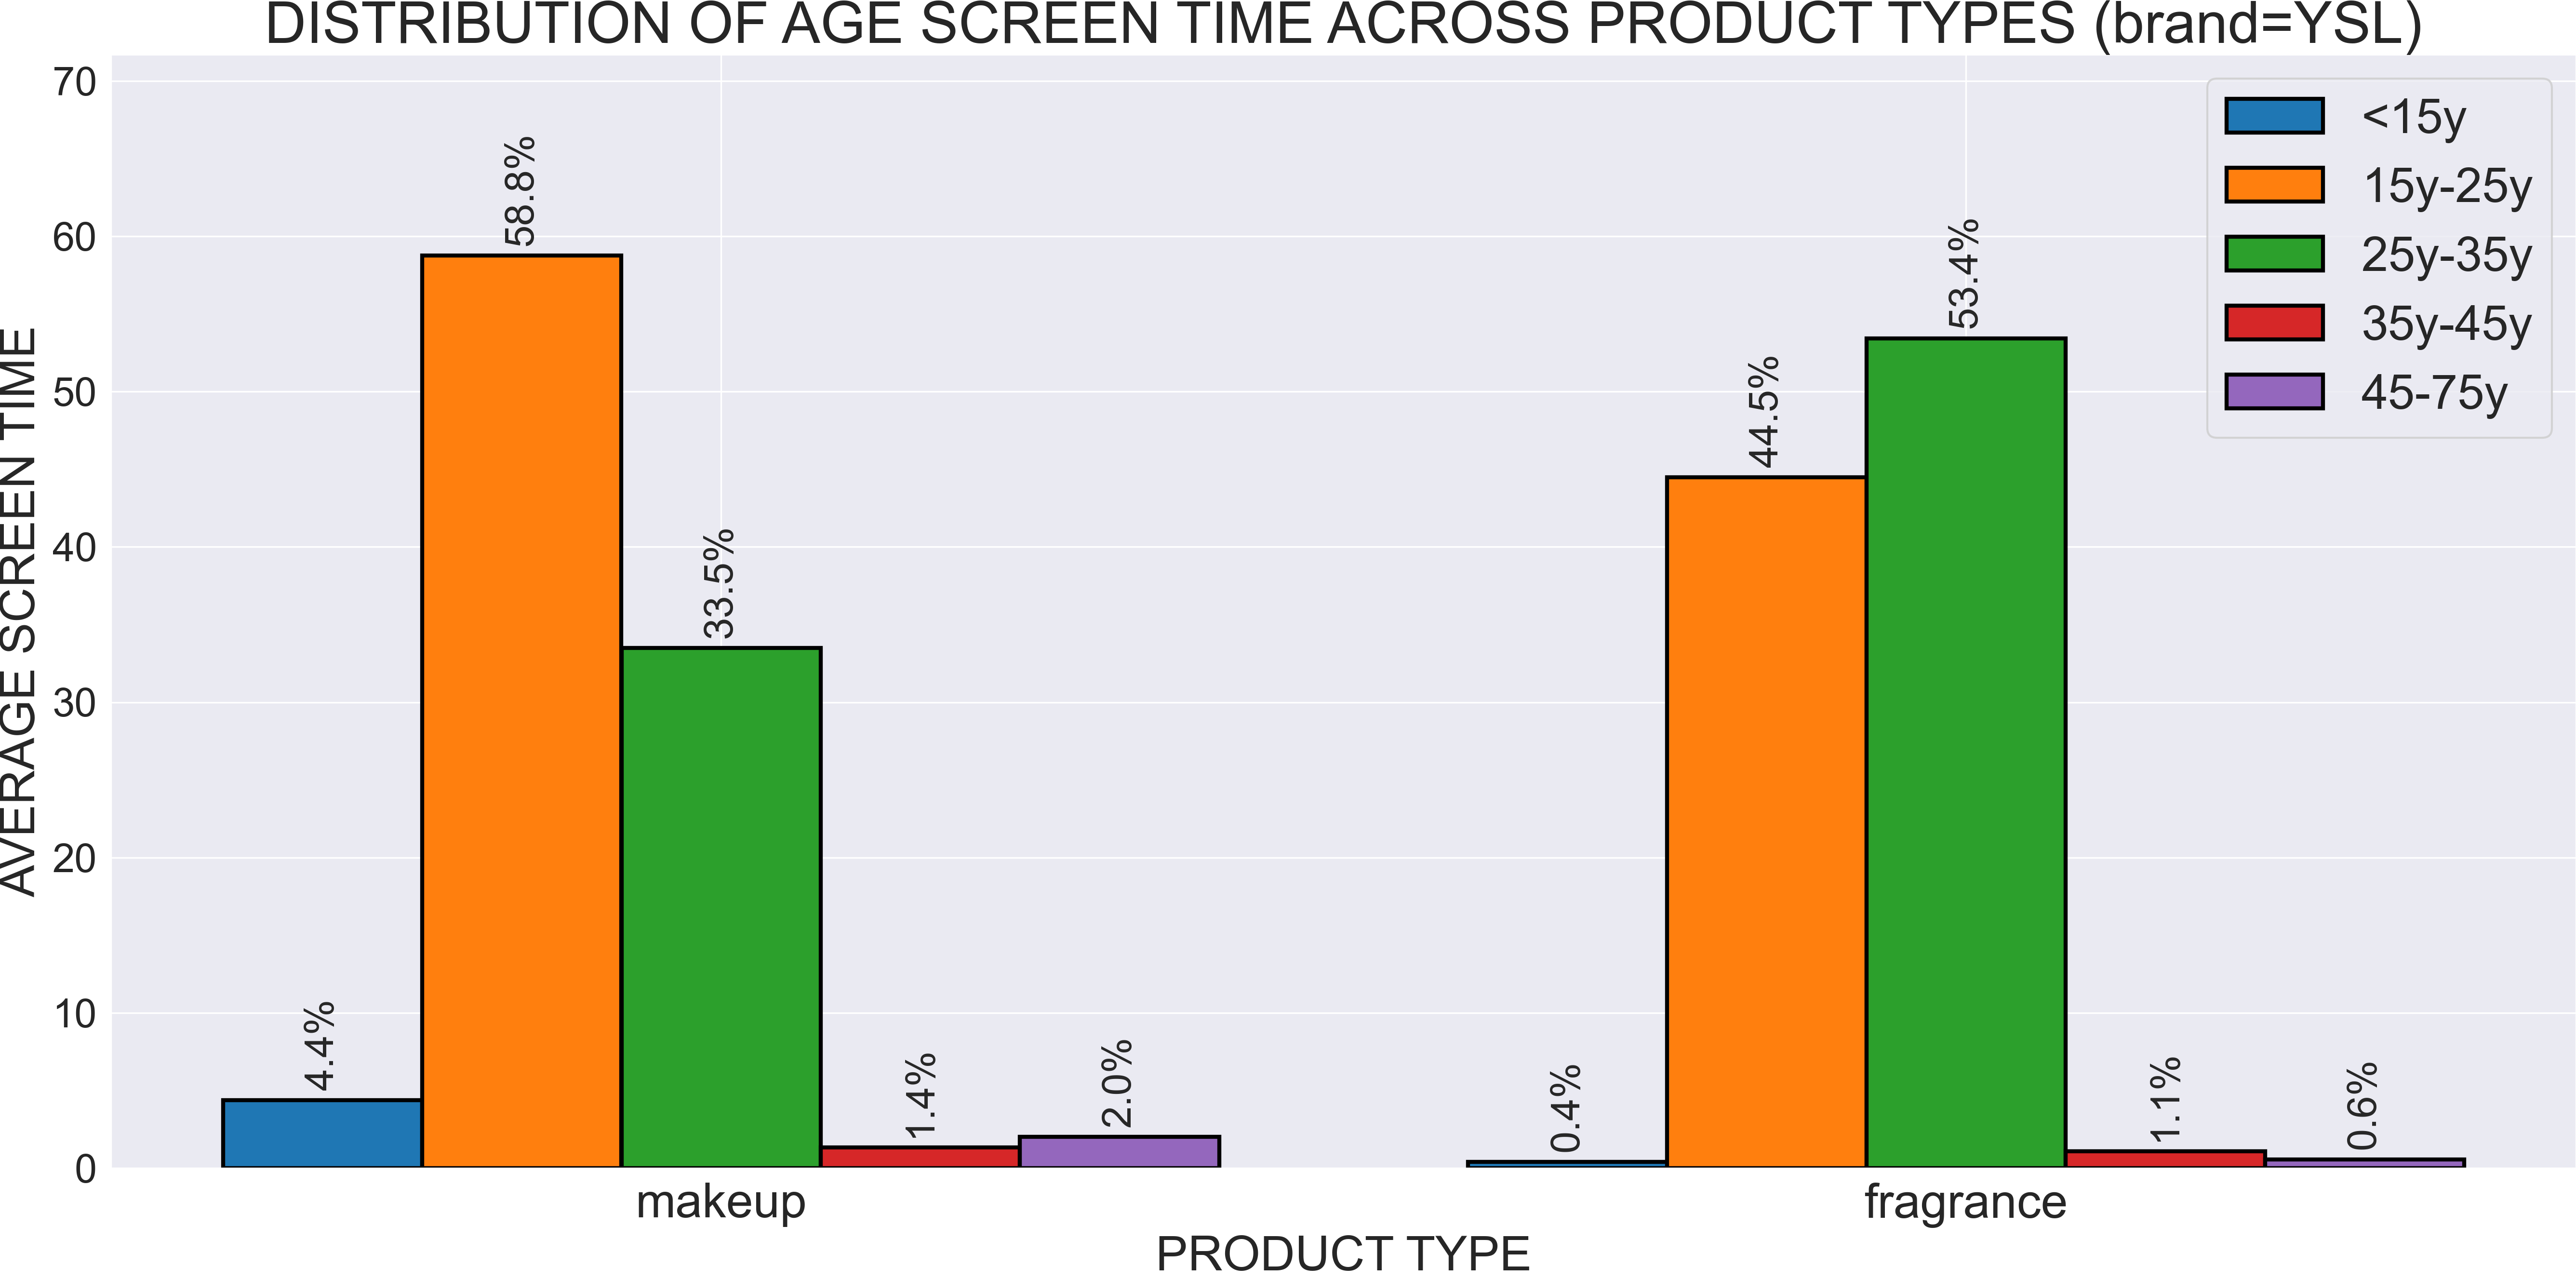 DISTRIBUTION OF AGE SCREEN TIME ACROSS PRODUCT TYPES (brand=YSL)
AVERAGE SCREEN TIME
70
60
50
40
30
20
10
0
4.4%
58.8%
33.5%
1.4%
2.0%
0.4%
44.5%
53.4%
1.1%
0.6%
<15y
15y-25y
25y-35y
35y-45y
45-75y
makeup
fragrance
PRODUCT TYPE